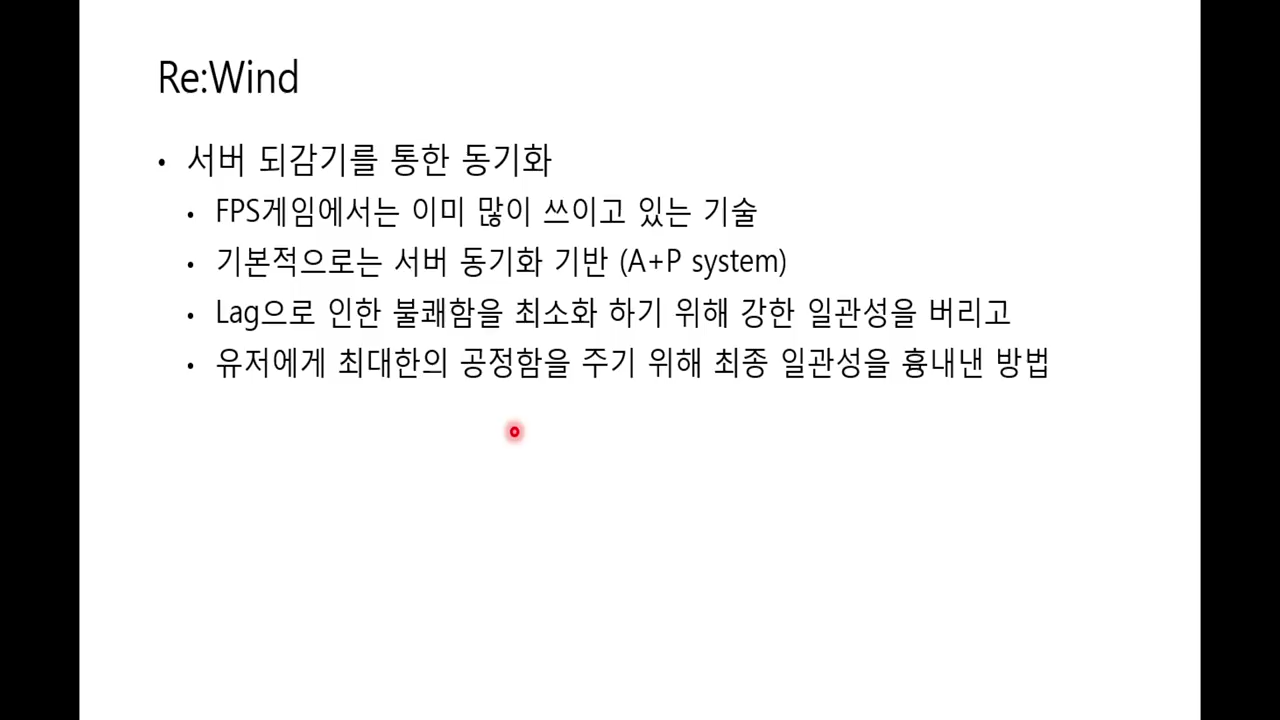 Re:Wind
• 서버 되감기를 통한 동기화
• FPS게임에서는 이미 많이 쓰이고 있는 기술
• 기본적으로는 서버 동기화 기반 (A+P system)
• Lag으로 인한 불쾌함을 최소화 하기 위해 강한 일관성을 버리고
• 유저에게 최대한의 공정함을 주기 위해 최종 일관성을 흉내낸 방법